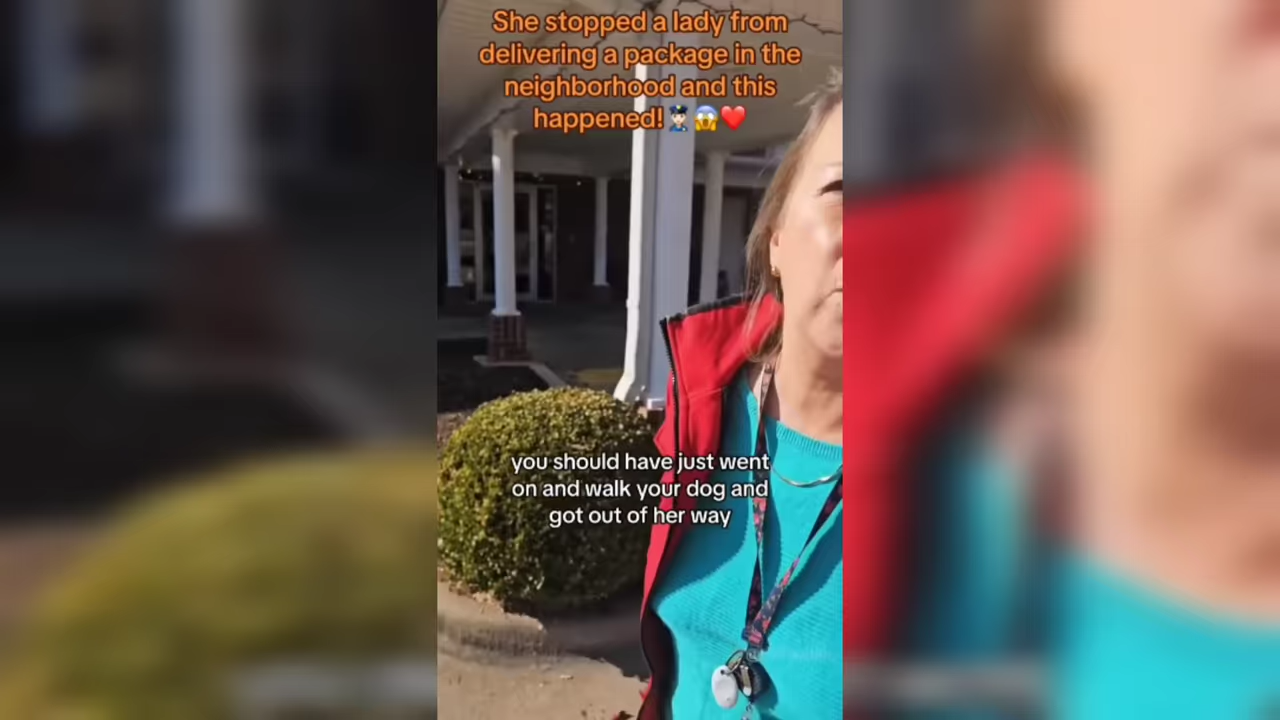 She stopped a lady from
delivering a package in the
neighborhood and this
happened!👮🏻😱❤️
you should have just went
on and walk your dog and
got out of her way